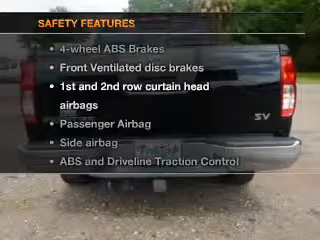 SAFETY FEATURES
• 4-wheel ABS Brakes
• Front Ventilated disc brakes
• 1st and 2nd row curtain head
airbags
• Passenger Airbag
• Side airbag
• ABS and Driveline Traction Control
SV